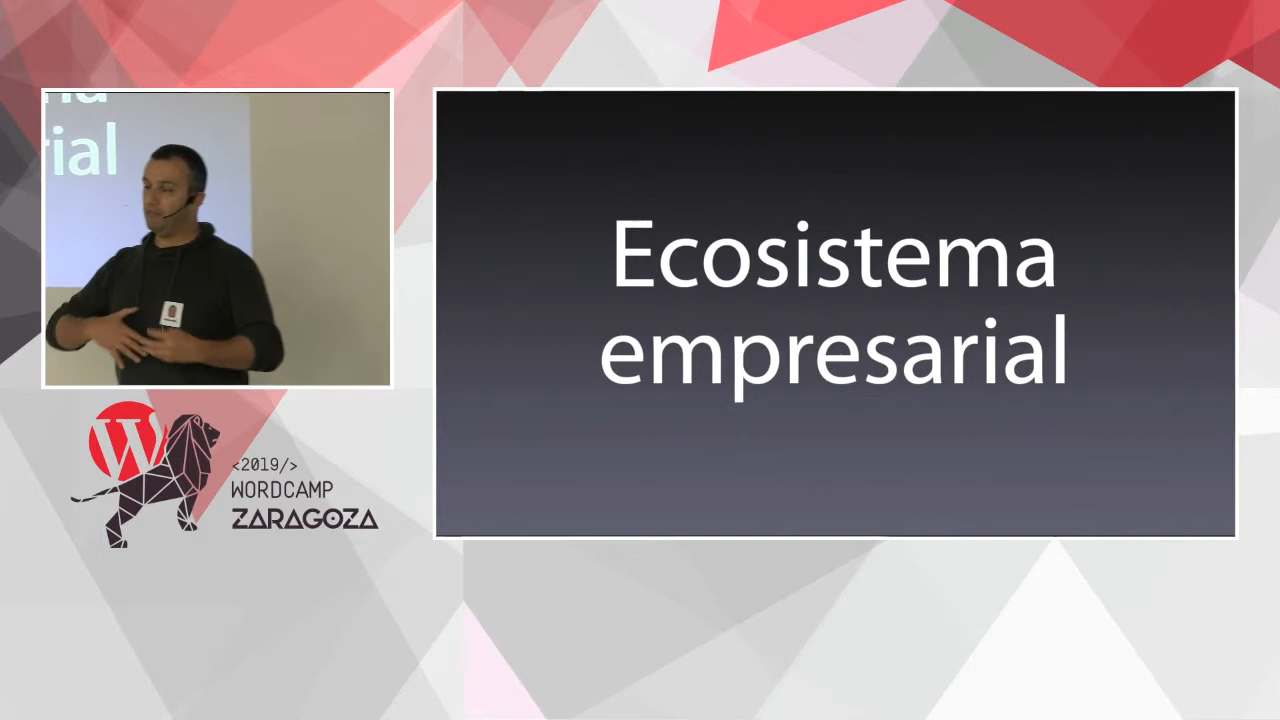 rial
Ecosistema
empresarial
<2019/>
WORDCAMP
ZARAGOZA